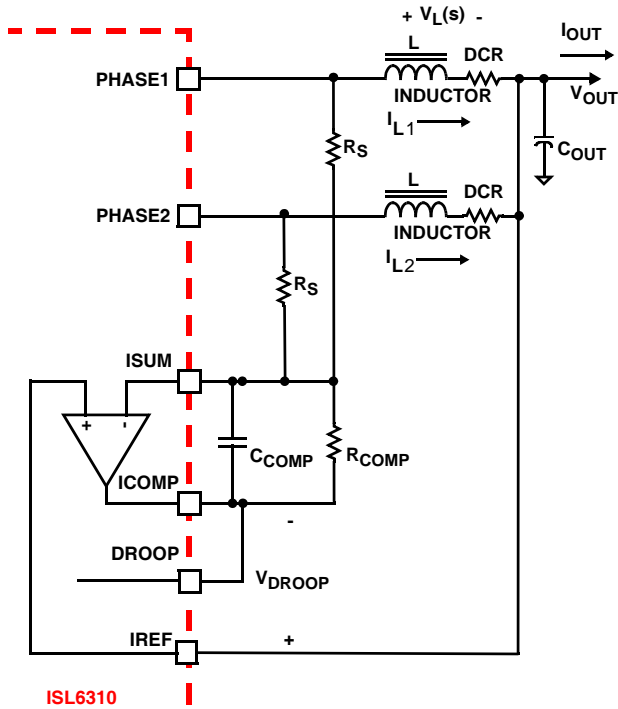 + VL(s) -
IOUT
L
DCR
PHASE1
INDUCTOR
VOUT
IL1
COUT
RS
L
DCR
PHASE2
INDUCTOR
IL2
RS
ISUM
+ -
CCOMP
RCOMP
ICOMP
-
DROOP
VDROOP
IREF
+
ISL6310